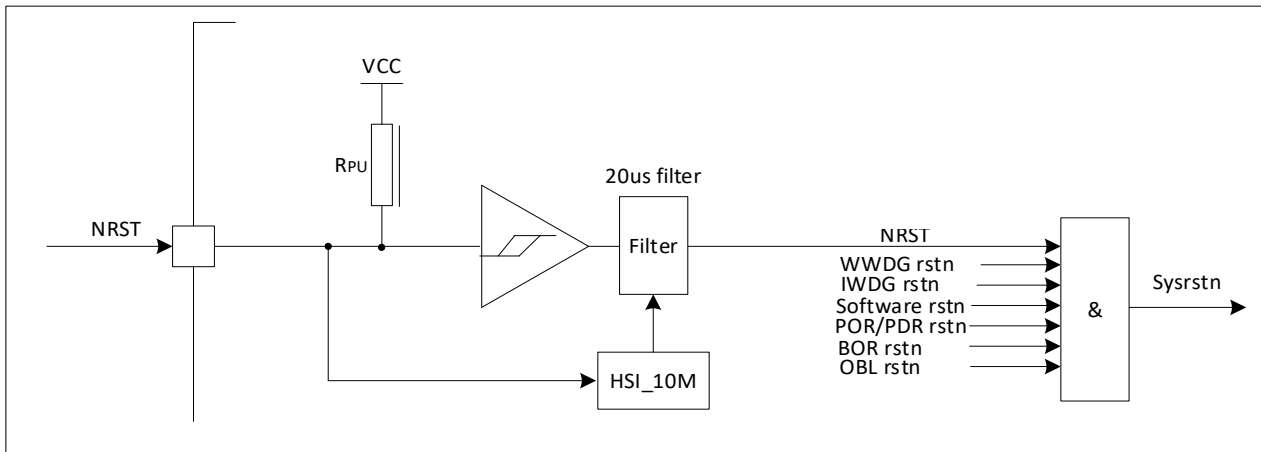 VCC
RPU
20us filter
NRST
Filter
NRST
WWDG rstn
IWDG rstn
Software rstn
POR/PDR rstn
BOR rstn
OBL rstn
&
Sysrstn
HSI_10M